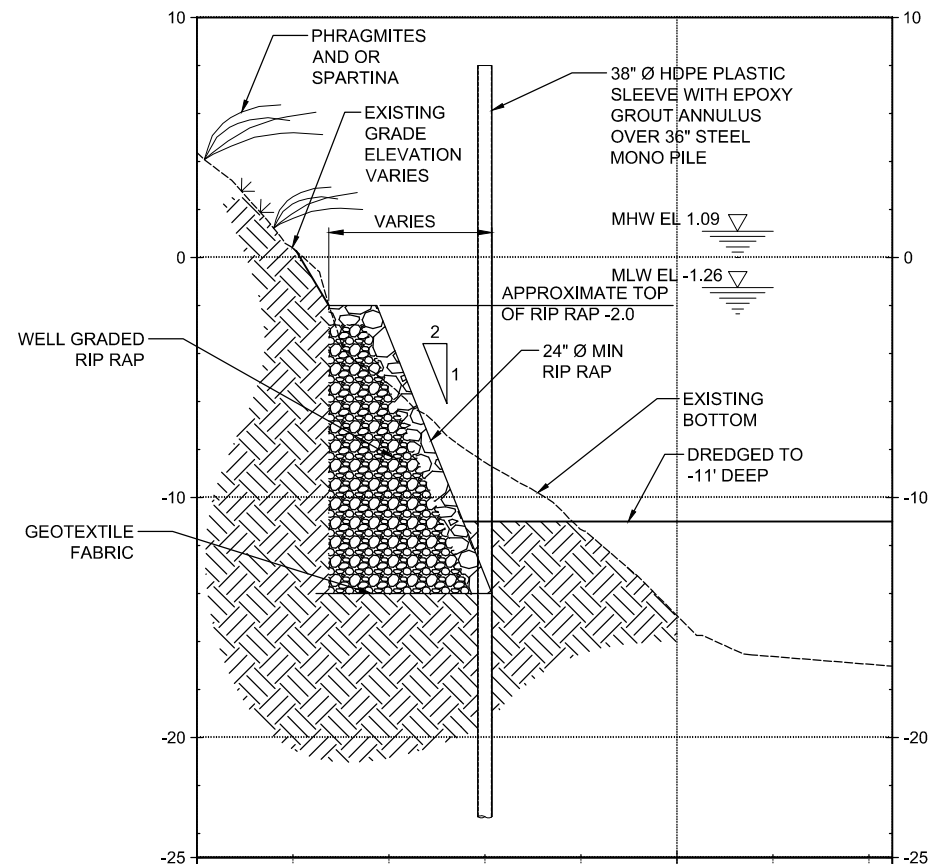 10
10
PHRAGMITES
AND OR
SPARTINA
38" Ø HDPE PLASTIC
SLEEVE WITH EPOXY
GROUT ANNULUS
OVER 36" STEEL
MONO PILE
EXISTING
GRADE
ELEVATION
VARIES
VARIES
MHW EL 1.09
0
0
MLW EL -1.26
APPROXIMATE TOP
OF RIP RAP -2.0
WELL GRADED
RIP RAP
2
1
24" Ø MIN
RIP RAP
EXISTING
BOTTOM
DREDGED TO
-11' DEEP
-10
-10
GEOTEXTILE
FABRIC
-20
-20
-25
-25